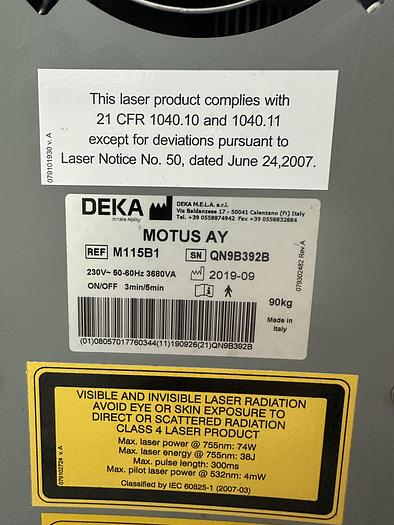 This laser product complies with
21 CFR 1040.10 and 1040.11
except for deviations pursuant to
Laser Notice No. 50, dated June 24,2007.
079101930 v. A
DEKA
Innate Ability
DEKA M.E.L.A. s.r.l.
Via Baldanzese 17 - 50041 Calenzano (FI) Italy
Tel. +39 0558874942 Fax +39 0558832884
MOTUS AY
REF M115B1
SN QN9B392B
230V~ 50-60Hz 3680VA
2019-09
ON/OFF 3min/5min
90kg
Made in
Italy
079302482 Rev.A
(01)08057017760344(11)190926(21)QN9B392B
VISIBLE AND INVISIBLE LASER RADIATION
AVOID EYE OR SKIN EXPOSURE TO
DIRECT OR SCATTERED RADIATION
CLASS 4 LASER PRODUCT
Max. laser power @ 755nm: 74W
Max. laser energy @ 755nm: 38J
Max. pulse length: 300ms
Max. pilot laser power @ 532nm: 4mW
Classified by IEC 60825-1 (2007-03)